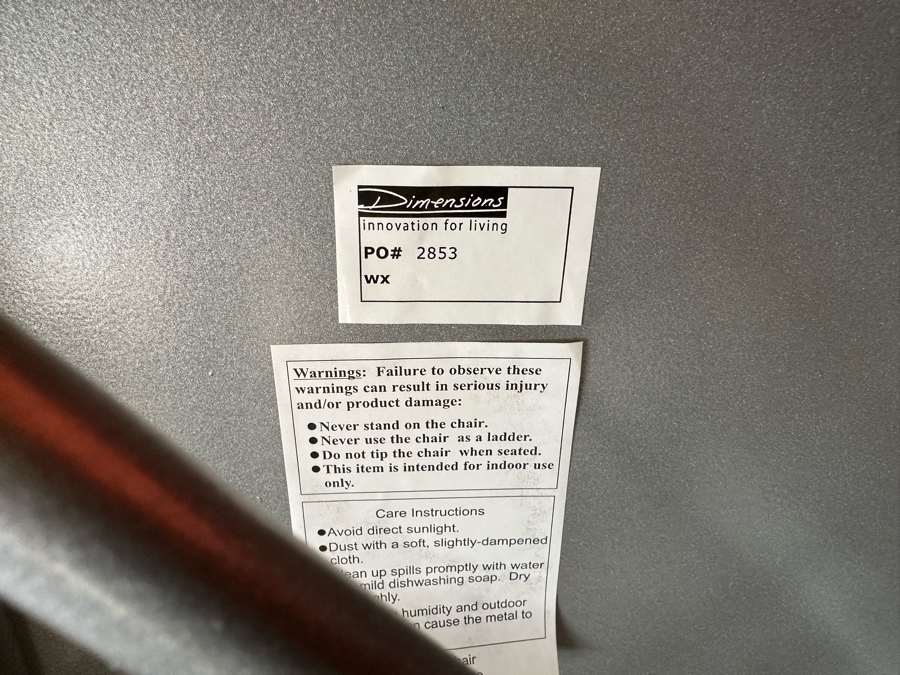 Dimensions
innovation for living
PO# 2853
WX
Warnings: Failure to observe these
warnings can result in serious injury
and/or product damage:
●Never stand on the chair.
●Never use the chair as a ladder.
●Do not tip the chair when seated.
●This item is intended for indoor use
only.
Care Instructions
●Avoid direct sunlight.
●Dust with a soft, slightly-dampened
cloth.
up spills promptly with water
mild dishwashing soap. Dry
humidity and outdoor
cause the metal to